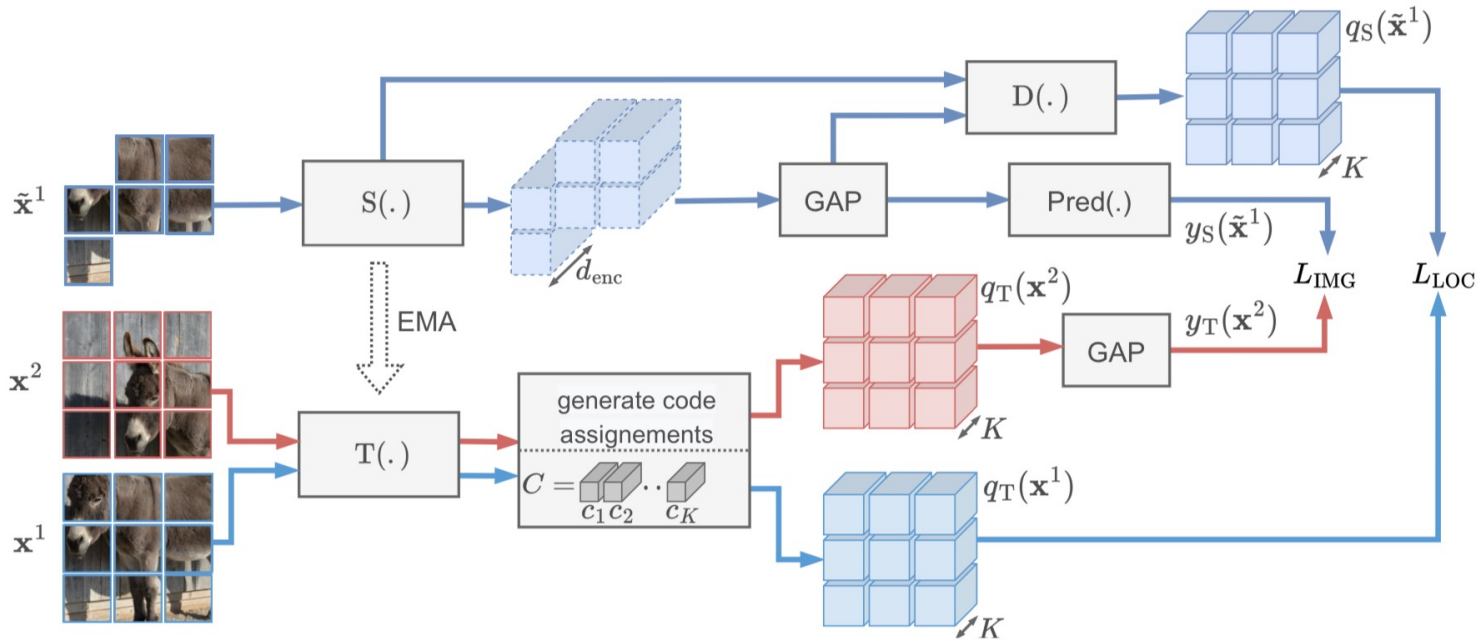 q_S(x̃^1)
D(.)
K
x̃^1
S(.)
GAP
Pred(.)
y_S(x̃^1)
d_enc
L_IMG
L_LOC
EMA
q_T(x^2)
x^2
GAP
y_T(x^2)
generate code
assignements
K
T(.)
C = c_1 c_2 . . c_K
q_T(x^1)
x^1
K